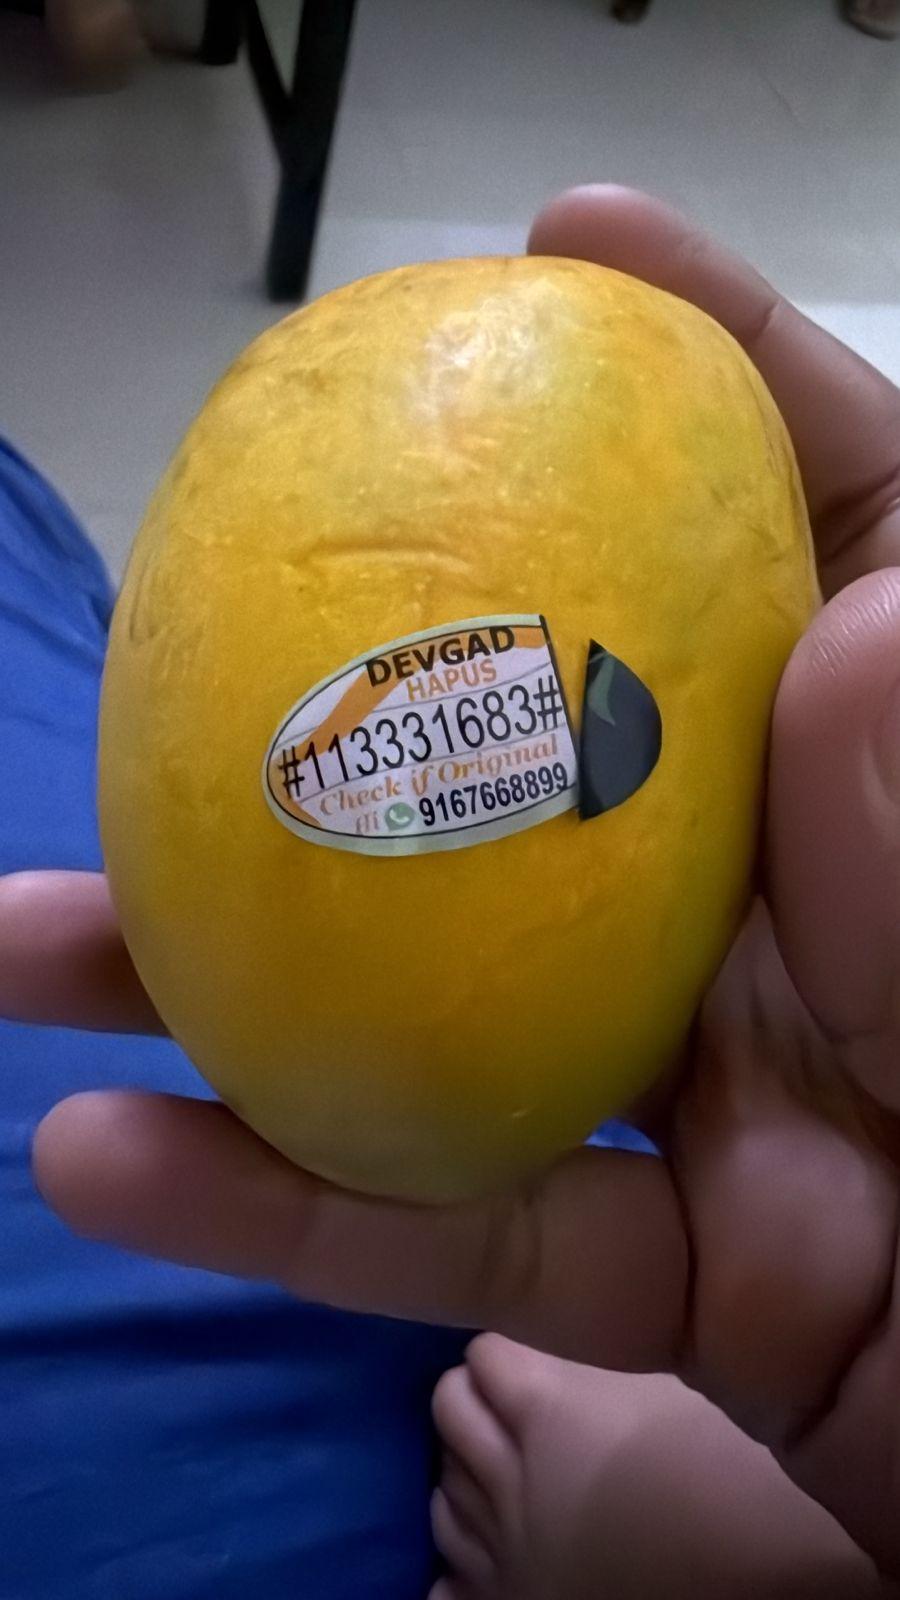 DEVGAD
HAPUS
#113331683#
Check if Original
9167668899